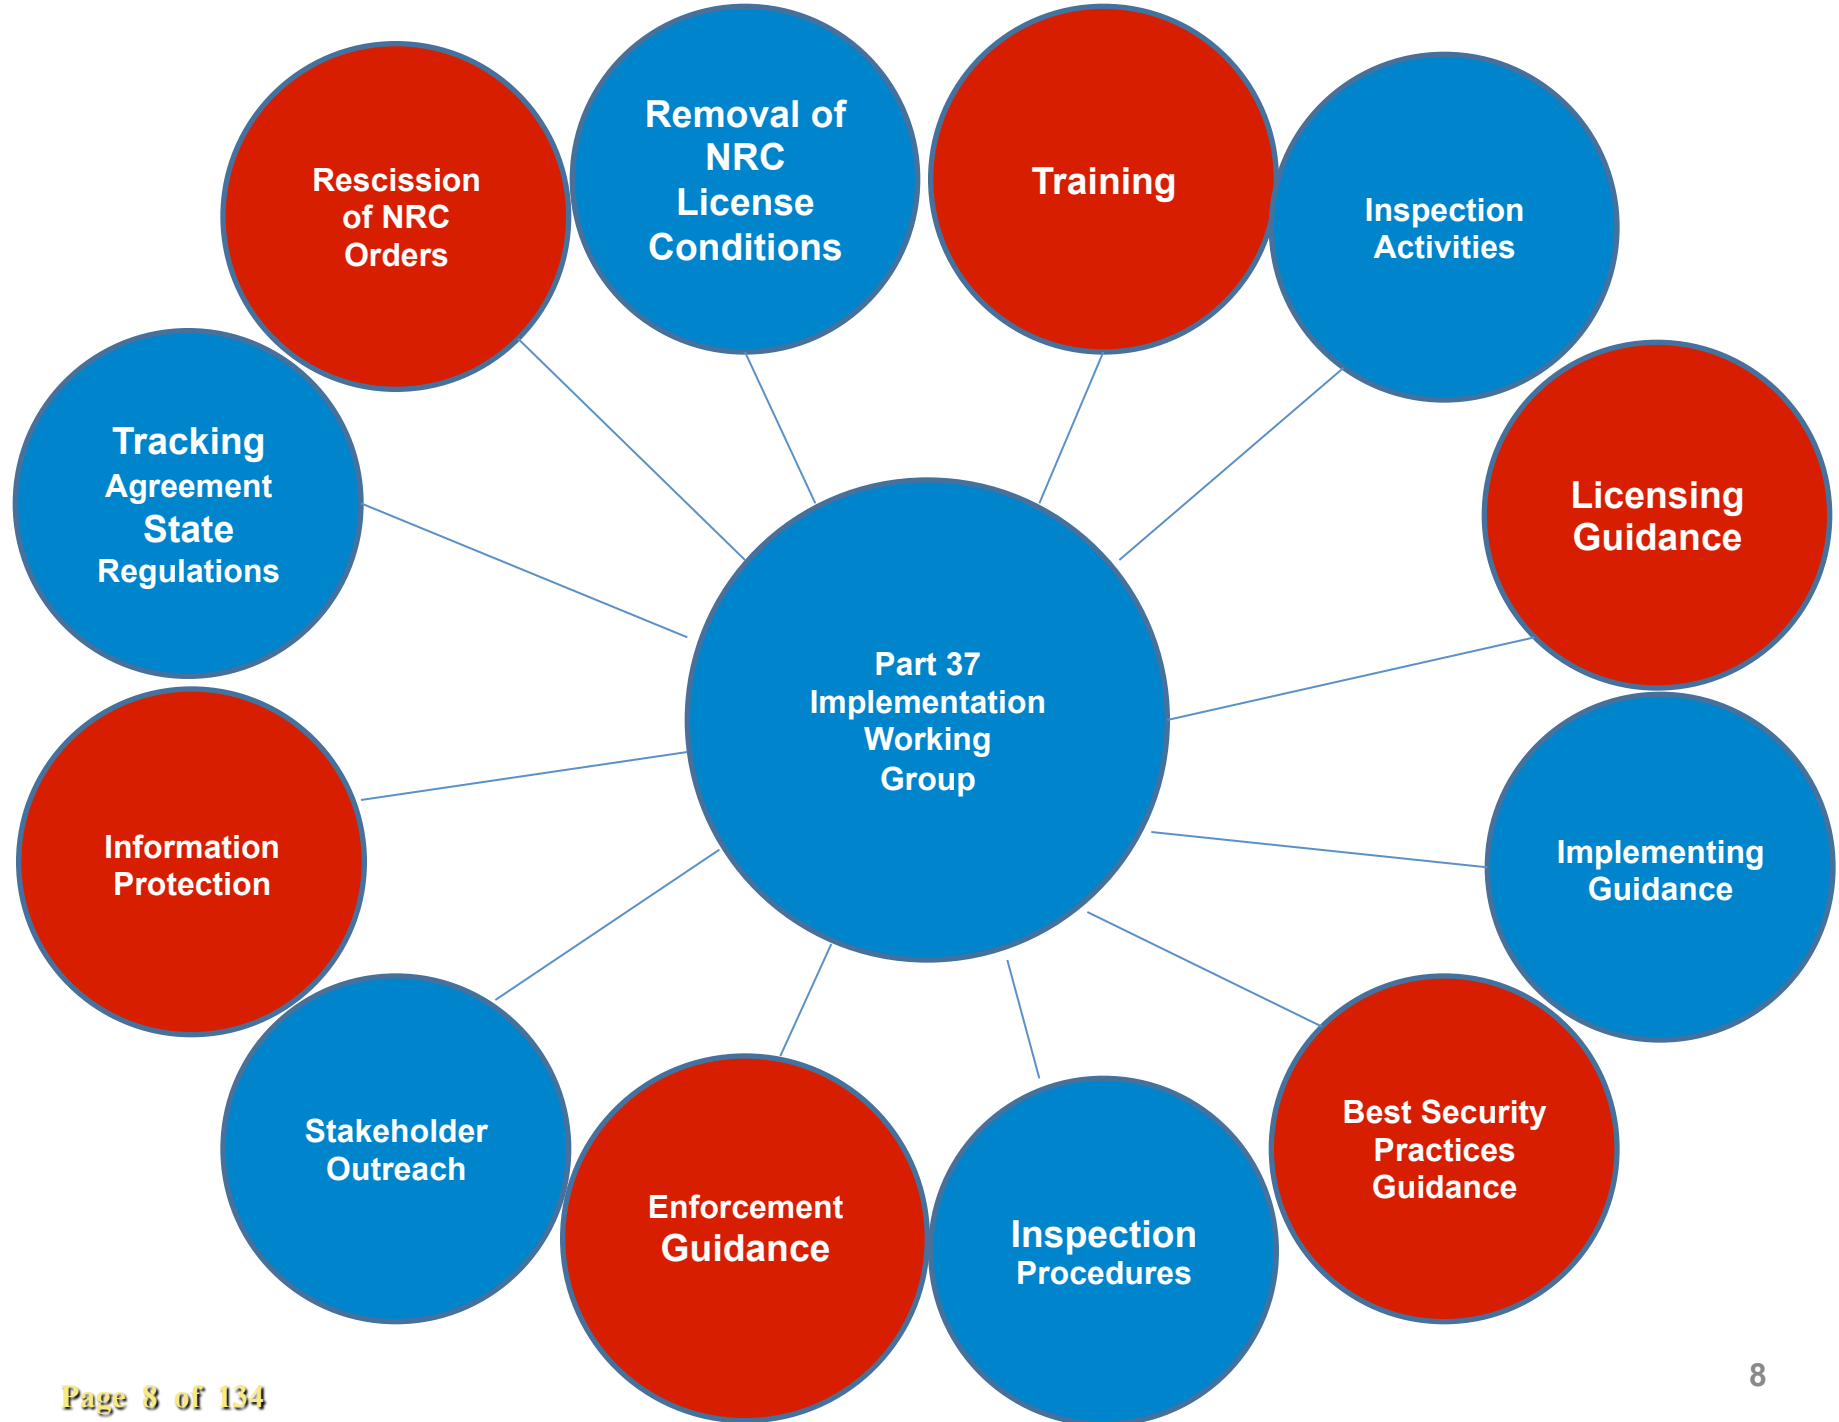 Removal of
NRC
License
Conditions
Training
Rescission
of NRC
Orders
Inspection
Activities
Tracking
Agreement
State
Regulations
Licensing
Guidance
Part 37
Implementation
Working
Group
Information
Protection
Implementing
Guidance
Stakeholder
Outreach
Best Security
Practices
Guidance
Enforcement
Guidance
Inspection
Procedures
8
Page 8 of 134